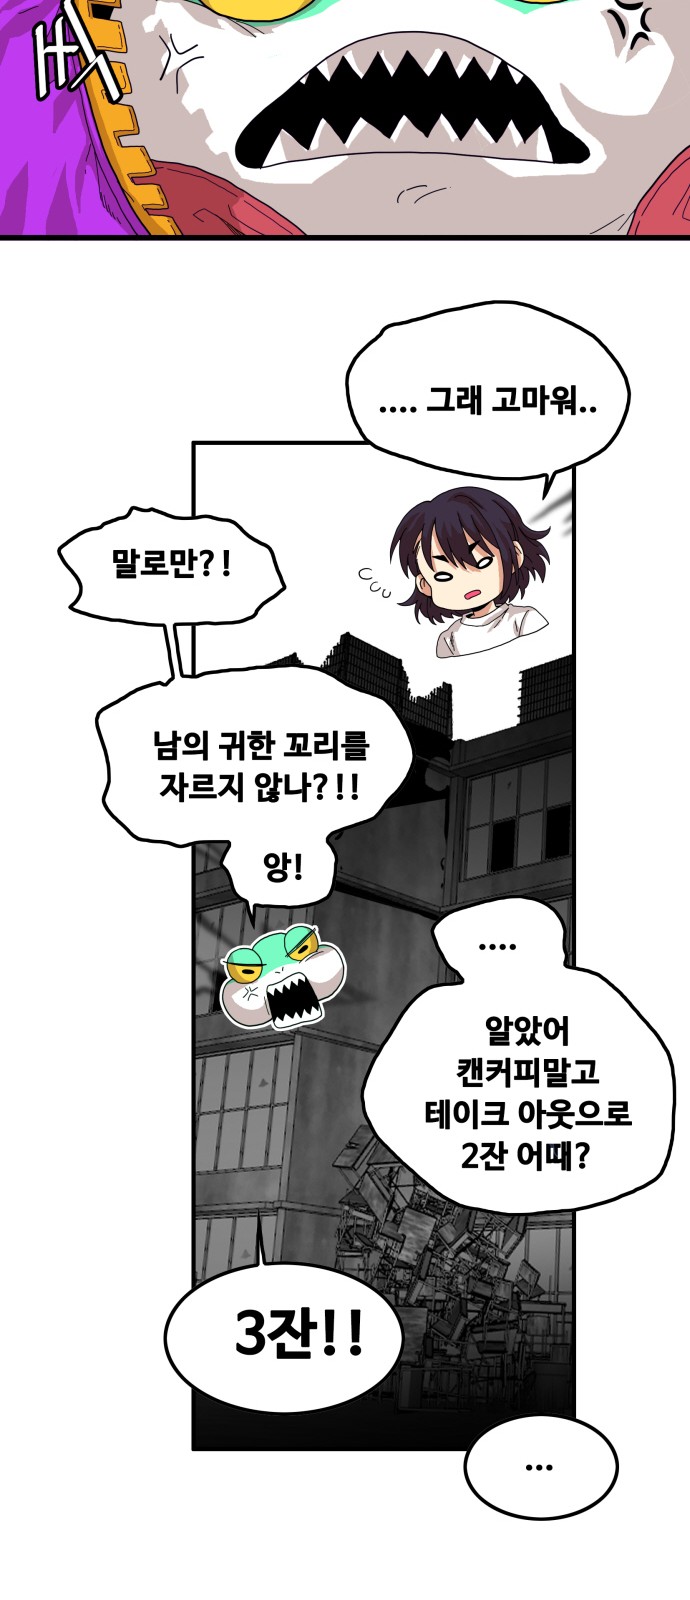 버럭
.... 그래 고마워..
말로만?!
남의 귀한 꼬리를
자르지 않나?!!
앙!
....
알았어
캔커피말고
테이크 아웃으로
2잔 어때?
3잔!!
...